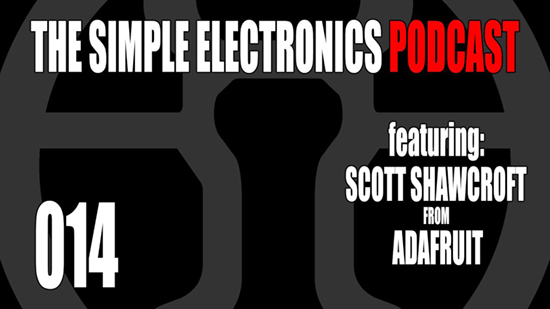 THE SIMPLE ELECTRONICS PODCAST
featuring:
SCOTT SHAWCROFT
FROM
ADAFRUIT
014